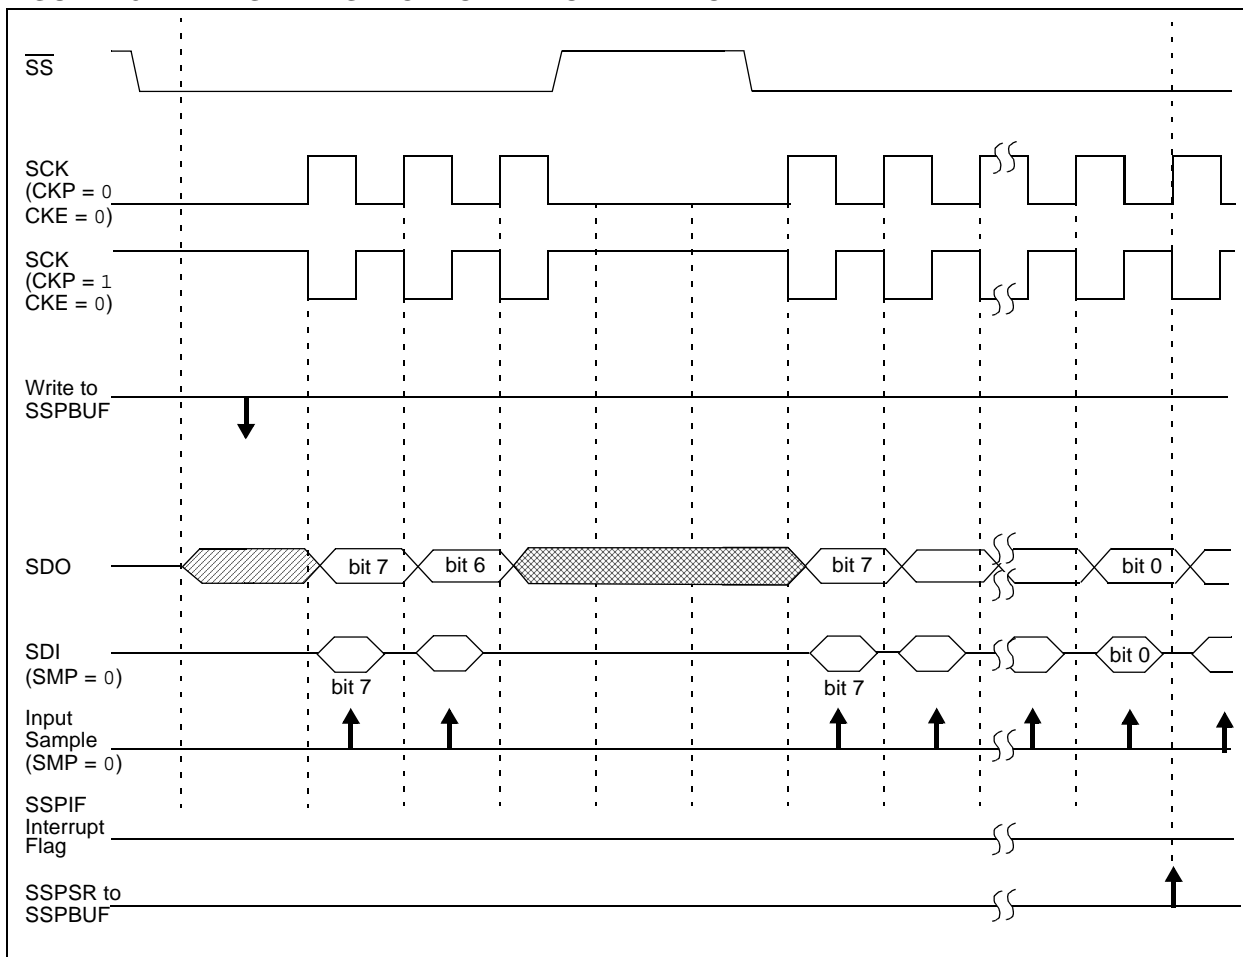 SS
SCK
(CKP = 0
CKE = 0)
SCK
(CKP = 1
CKE = 0)
Write to
SSPBUF
SDO
bit 7
bit 6
bit 7
bit 0
SDI
(SMP = 0)
bit 7
bit 7
bit 0
Input
Sample
(SMP = 0)
SSPIF
Interrupt
Flag
SSPSR to
SSPBUF